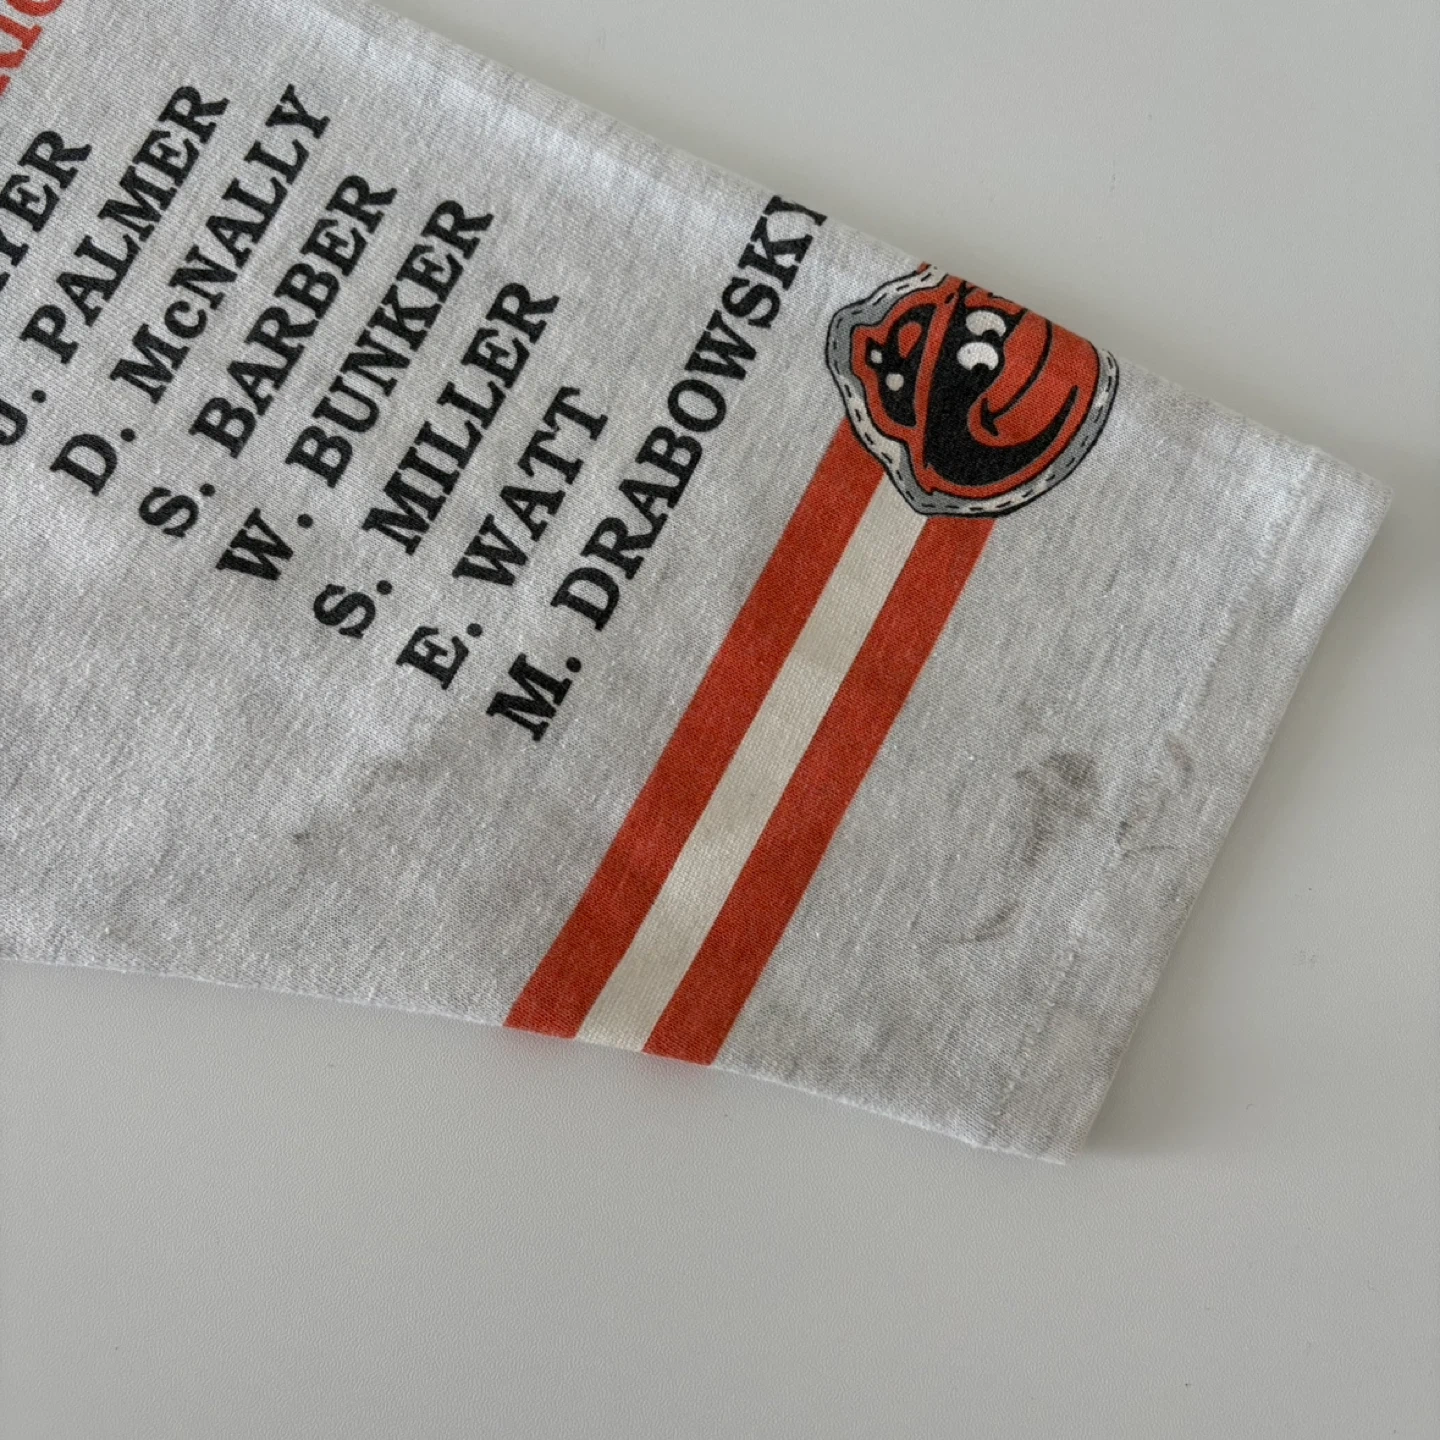 J. PALMER
D. McNALLY
S. BARBER
W. BUNKER
S. MILLER
E. WATT
M. DRABOWSKY